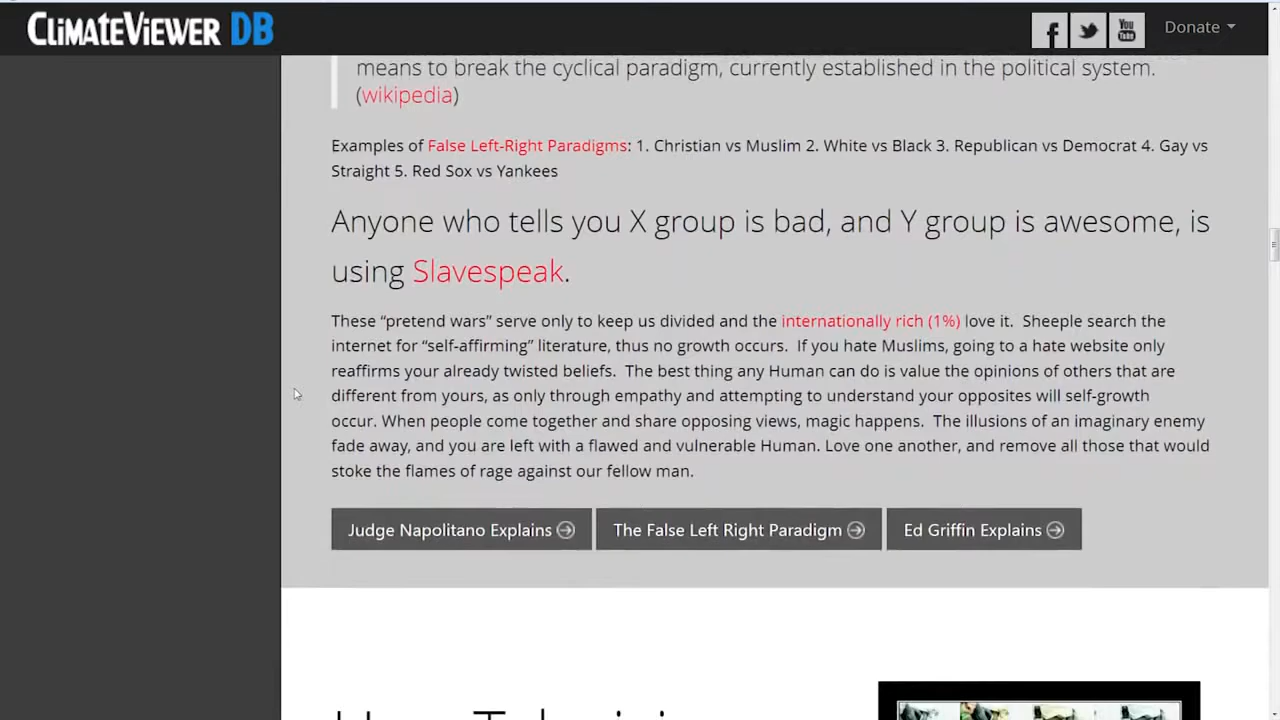 CLIMATEVIEWER DB
You Tube
Donate
means to break the cyclical paradigm, currently established in the political system.
(wikipedia)
Examples of False Left-Right Paradigms: 1. Christian vs Muslim 2. White vs Black 3. Republican vs Democrat 4. Gay vs
Straight 5. Red Sox vs Yankees
Anyone who tells you X group is bad, and Y group is awesome, is
using Slavespeak.
These “pretend wars” serve only to keep us divided and the internationally rich (1%) love it.  Sheeple search the
internet for “self-affirming” literature, thus no growth occurs.  If you hate Muslims, going to a hate website only
reaffirms your already twisted beliefs.  The best thing any Human can do is value the opinions of others that are
different from yours, as only through empathy and attempting to understand your opposites will self-growth
occur. When people come together and share opposing views, magic happens.  The illusions of an imaginary enemy
fade away, and you are left with a flawed and vulnerable Human. Love one another, and remove all those that would
stoke the flames of rage against our fellow man.
Judge Napolitano Explains
The False Left Right Paradigm
Ed Griffin Explains